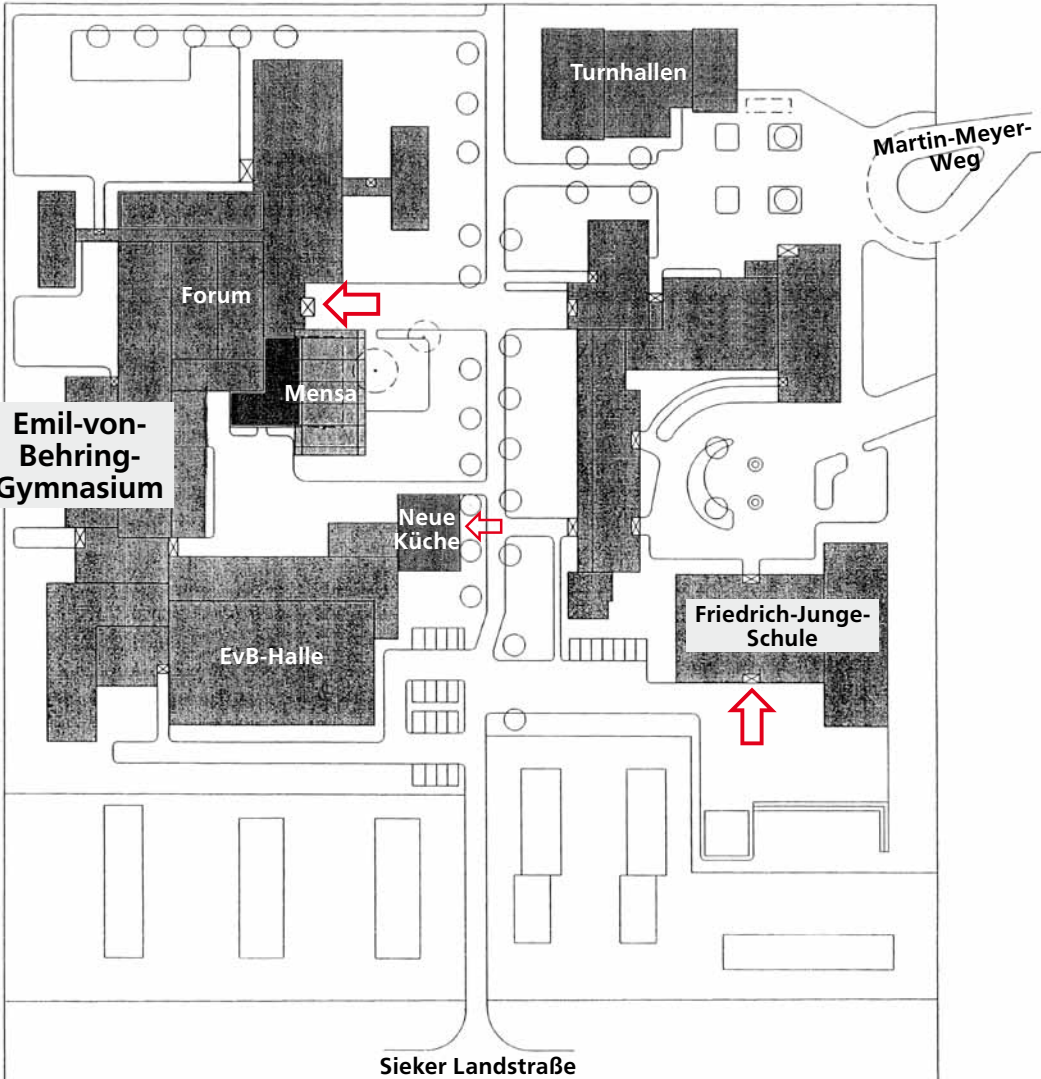 Turnhallen
Martin-Meyer-
Weg
Forum
Mensa
Emil-von-
Behring-
Gymnasium
Neue
Küche
Friedrich-Junge-
Schule
EvB-Halle
Sieker Landstraße